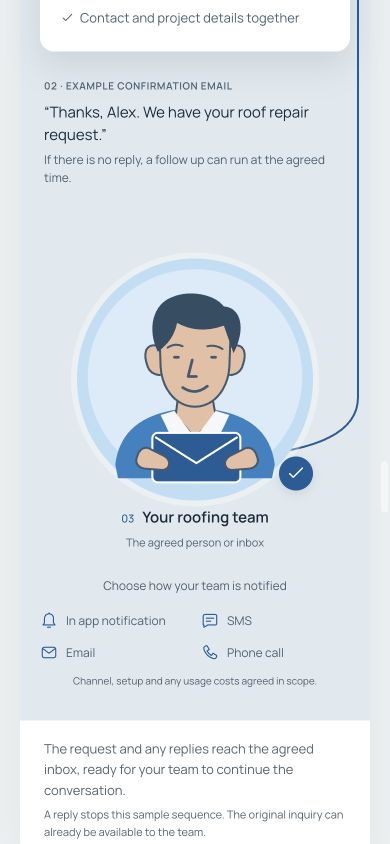 Contact and project details together
02 · EXAMPLE CONFIRMATION EMAIL
“Thanks, Alex. We have your roof repair
request.”
If there is no reply, a follow up can run at the agreed
time.
03 Your roofing team
The agreed person or inbox
Choose how your team is notified
In app notification
SMS
Email
Phone call
Channel, setup and any usage costs agreed in scope.
The request and any replies reach the agreed
inbox, ready for your team to continue the
conversation.
A reply stops this sample sequence. The original inquiry can
already be available to the team.